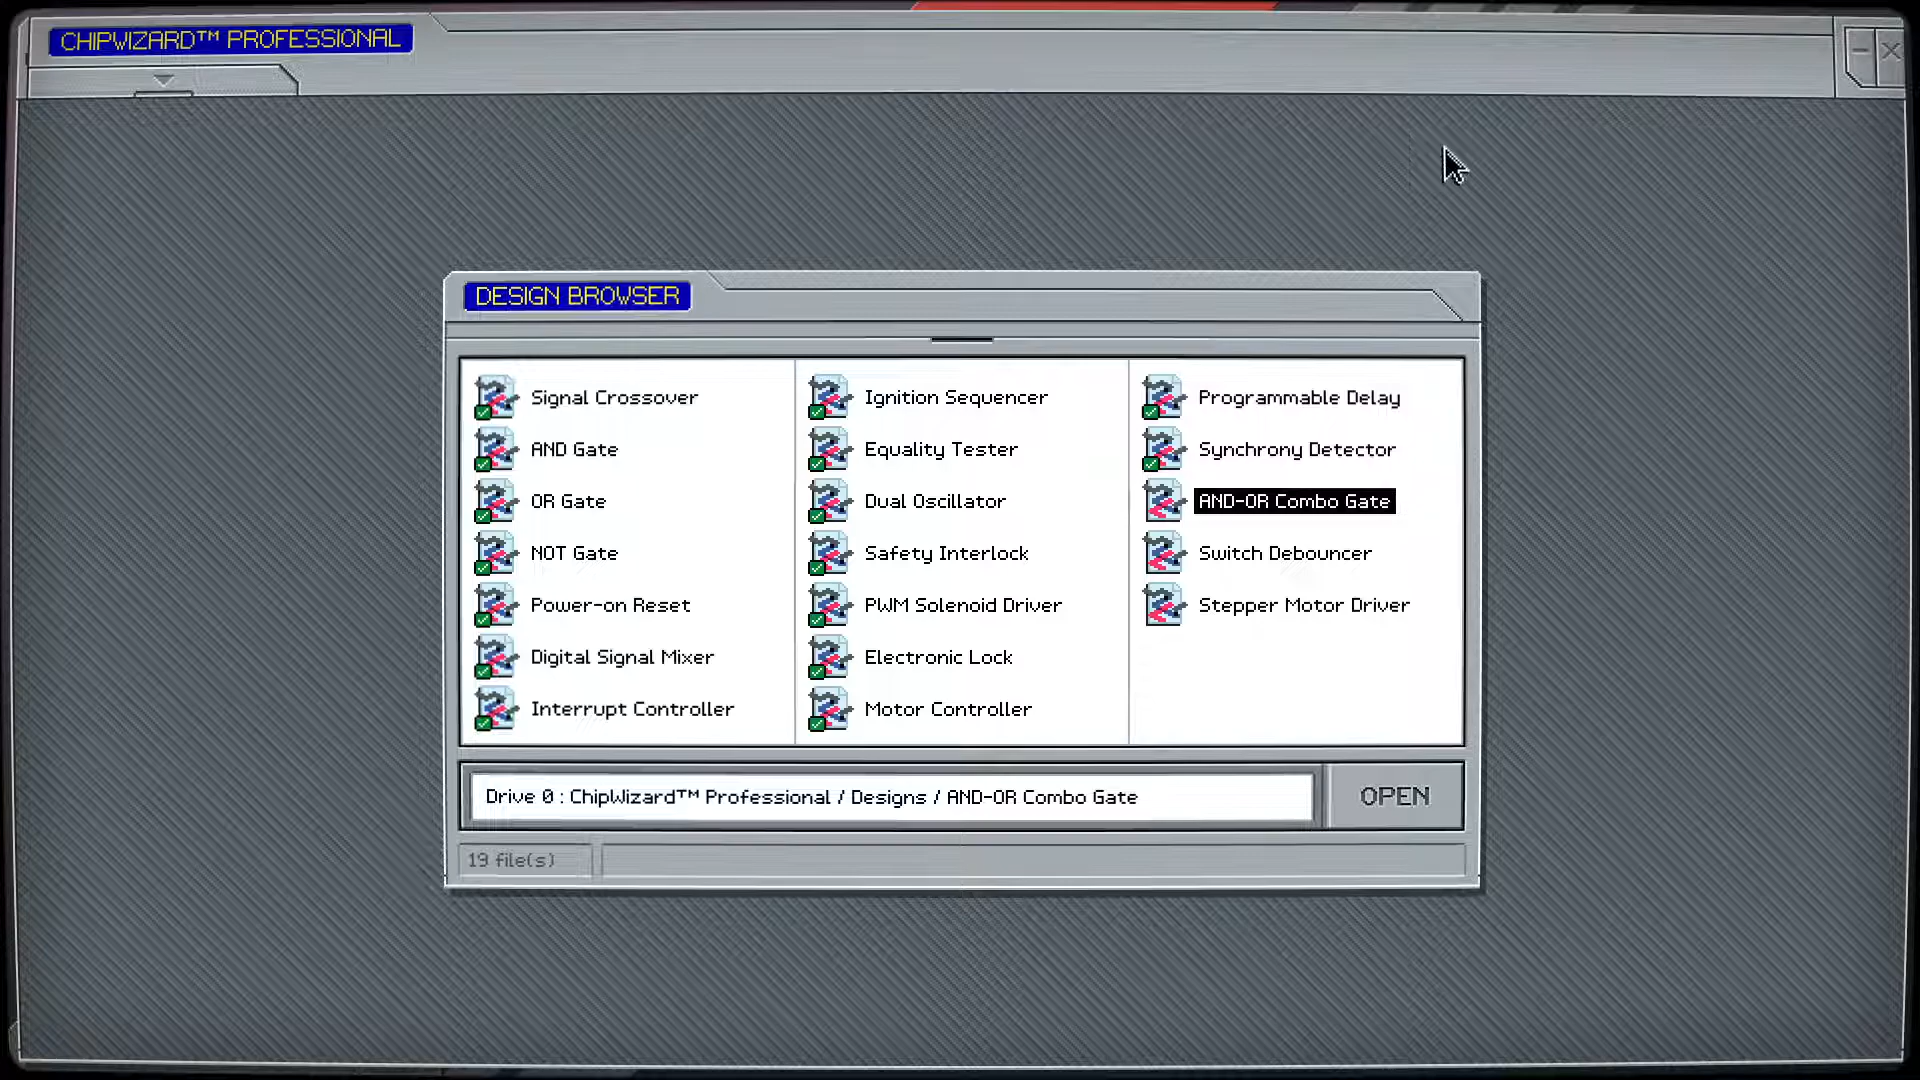 CHIPWIZARD™ PROFESSIONAL
DESIGN BROWSER
Signal Crossover
AND Gate
OR Gate
NOT Gate
Power-on Reset
Digital Signal Mixer
Interrupt Controller
Ignition Sequencer
Equality Tester
Dual Oscillator
Safety Interlock
PWM Solenoid Driver
Electronic Lock
Motor Controller
Programmable Delay
Synchrony Detector
AND-OR Combo Gate
Switch Debouncer
Stepper Motor Driver
Drive 0 : ChipWizard™ Professional / Designs / AND-OR Combo Gate
OPEN
19 file(s)